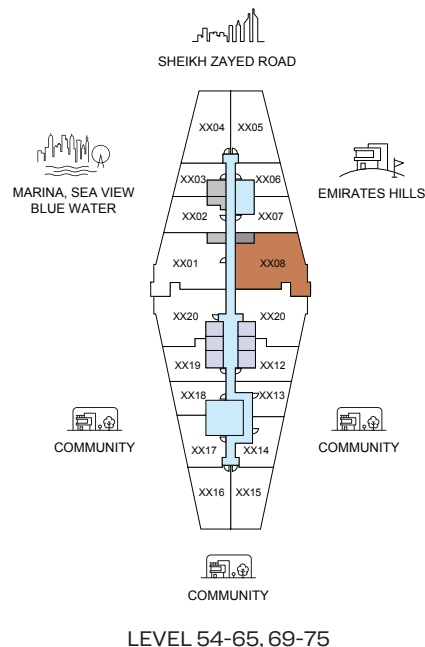 SHEIKH ZAYED ROAD
XX04 XX05
XX03 XX06
MARINA, SEA VIEW
BLUE WATER
EMIRATES HILLS
XX02 XX07
XX01 XX08
XX20 XX20
XX19 XX12
XX18 XX13
COMMUNITY
COMMUNITY
XX17 XX14
XX16 XX15
COMMUNITY
LEVEL 54-65, 69-75